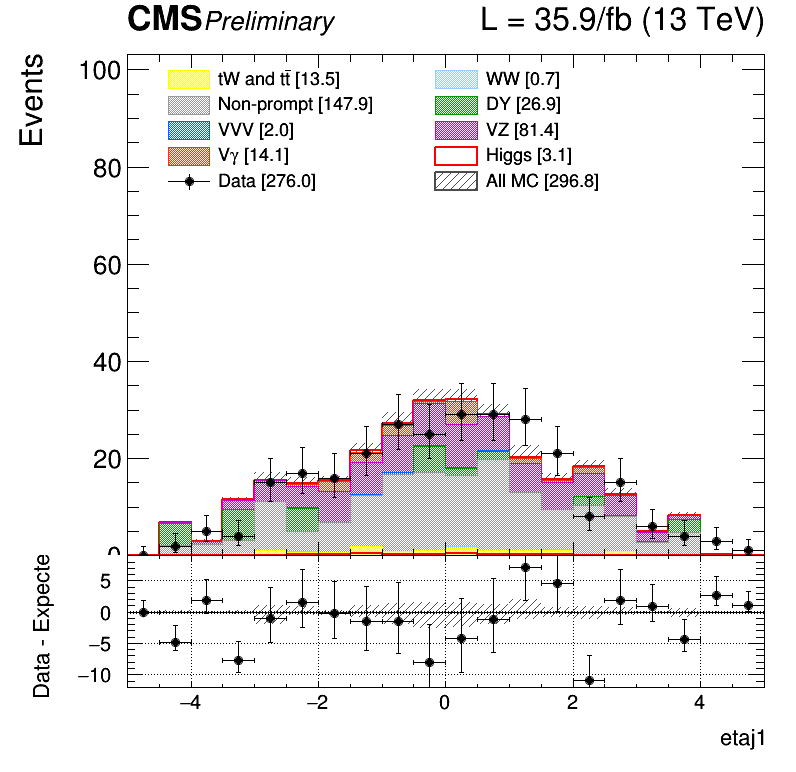 CMS Preliminary L = 35.9/fb (13 TeV)
Events
100
80
60
40
20
0
tW and tt̄ [13.5]
WW [0.7]
Non-prompt [147.9]
DY [26.9]
VVV [2.0]
VZ [81.4]
Vγ [14.1]
Higgs [3.1]
Data [276.0]
All MC [296.8]
Data - Expecte
5
0
−5
−10
−4 −2 0 2 4
etaj1